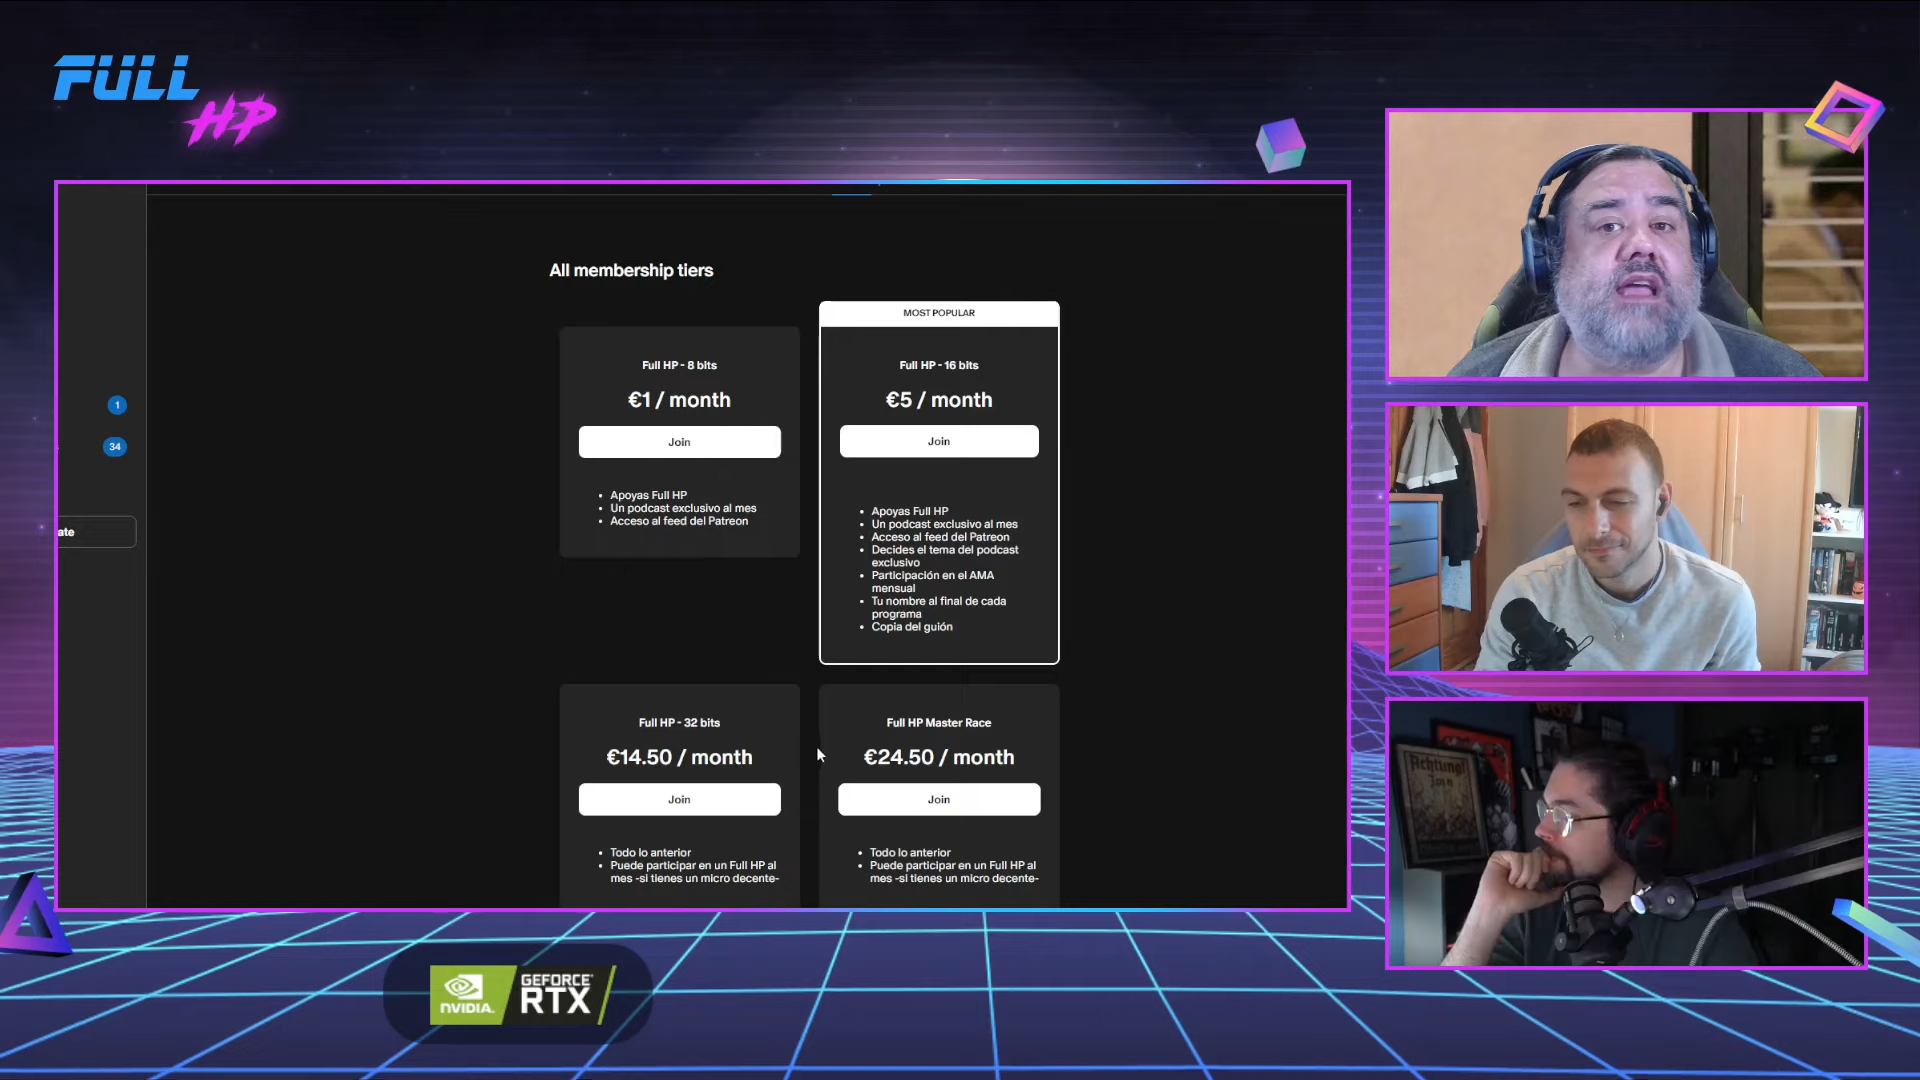 FULL
HP
All membership tiers
MOST POPULAR
Full HP - 8 bits
€1 / month
Join
• Apoyas Full HP
• Un podcast exclusivo al mes
• Acceso al feed del Patreon
Full HP - 16 bits
€5 / month
Join
• Apoyas Full HP
• Un podcast exclusivo al mes
• Acceso al feed del Patreon
• Decides el tema del podcast
exclusivo
• Participación en el AMA
mensual
• Tu nombre al final de cada
programa
• Copia del guión
1
34
ate
Full HP - 32 bits
€14.50 / month
Join
• Todo lo anterior
• Puede participar en un Full HP al
mes -si tienes un micro decente-
Full HP Master Race
€24.50 / month
Join
• Todo lo anterior
• Puede participar en un Full HP al
mes -si tienes un micro decente-
Achtung!
NVIDIA.
GEFORCE
RTX